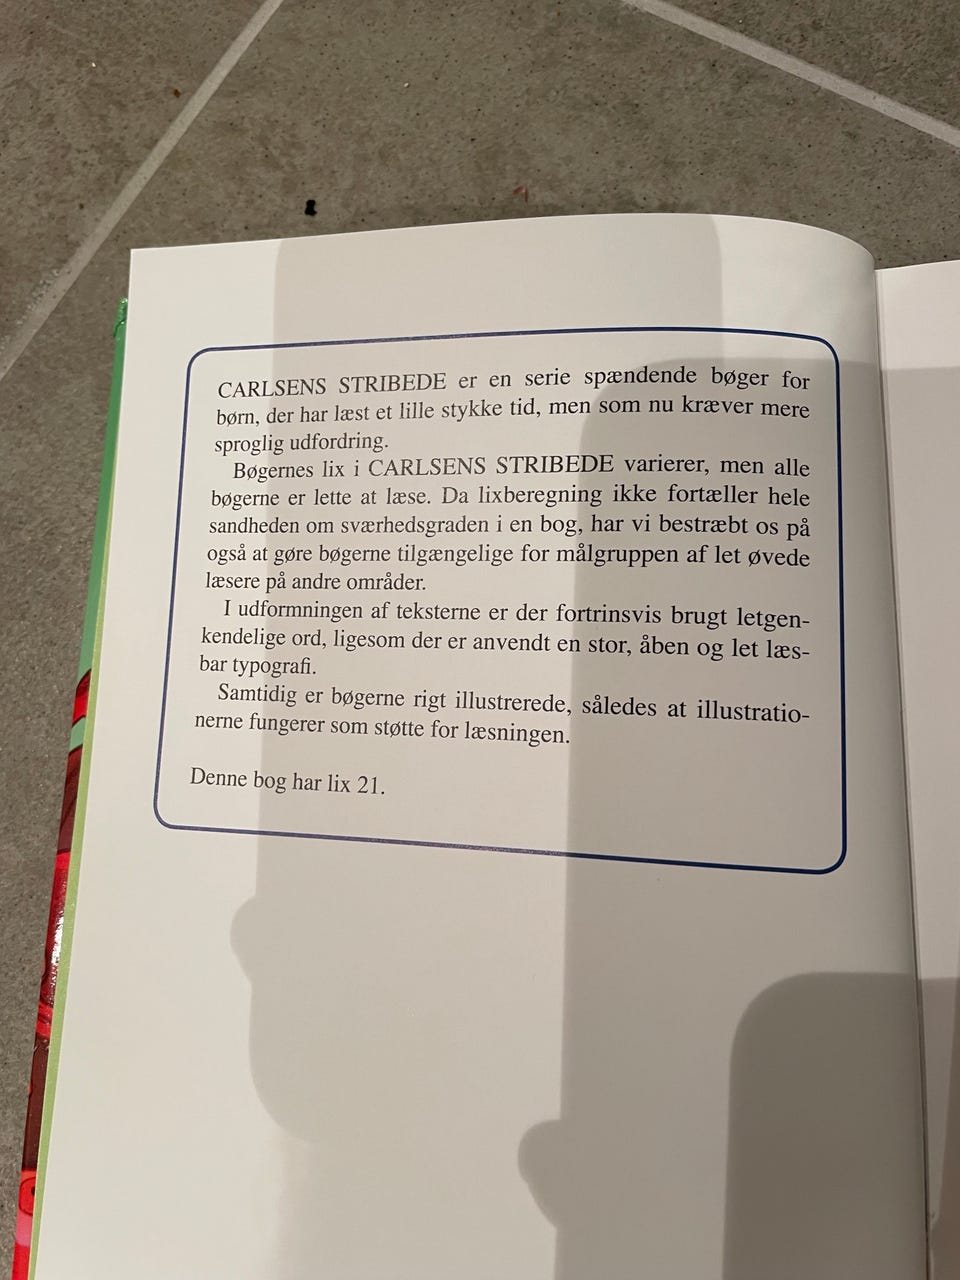 CARLSENS STRIBEDE er en serie spændende bøger for
børn, der har læst et lille stykke tid, men som nu kræver mere
sproglig udfordring.
Bøgernes lix i CARLSENS STRIBEDE varierer, men alle
bøgerne er lette at læse. Da lixberegning ikke fortæller hele
sandheden om sværhedsgraden i en bog, har vi bestræbt os på
også at gøre bøgerne tilgængelige for målgruppen af let øvede
læsere på andre områder.
I udformningen af teksterne er der fortrinsvis brugt letgen-
kendelige ord, ligesom der er anvendt en stor, åben og let læs-
bar typografi.
Samtidig er bøgerne rigt illustrerede, således at illustratio-
nerne fungerer som støtte for læsningen.
Denne bog har lix 21.